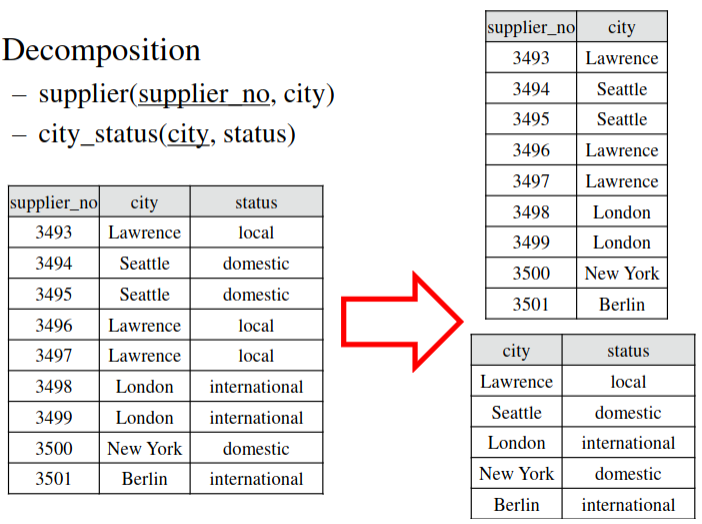 Decomposition
– supplier(supplier_no, city)
– city_status(city, status)
supplier_no city status
3493 Lawrence local
3494 Seattle domestic
3495 Seattle domestic
3496 Lawrence local
3497 Lawrence local
3498 London international
3499 London international
3500 New York domestic
3501 Berlin international
supplier_no city
3493 Lawrence
3494 Seattle
3495 Seattle
3496 Lawrence
3497 Lawrence
3498 London
3499 London
3500 New York
3501 Berlin
city status
Lawrence local
Seattle domestic
London international
New York domestic
Berlin international